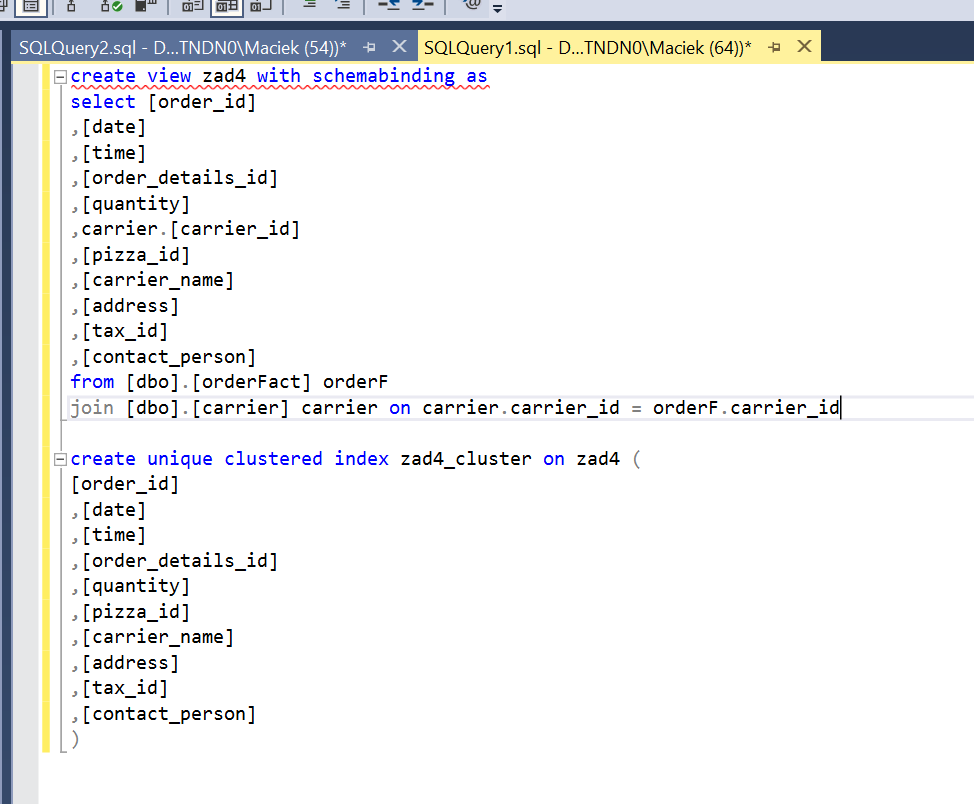 SQLQuery2.sql - D...TNDN0\Maciek (54))* SQLQuery1.sql - D...TNDN0\Maciek (64))*
create view zad4 with schemabinding as
select [order_id]
,[date]
,[time]
,[order_details_id]
,[quantity]
,carrier.[carrier_id]
,[pizza_id]
,[carrier_name]
,[address]
,[tax_id]
,[contact_person]
from [dbo].[orderFact] orderF
join [dbo].[carrier] carrier on carrier.carrier_id = orderF.carrier_id
create unique clustered index zad4_cluster on zad4 (
[order_id]
,[date]
,[time]
,[order_details_id]
,[quantity]
,[pizza_id]
,[carrier_name]
,[address]
,[tax_id]
,[contact_person]
)